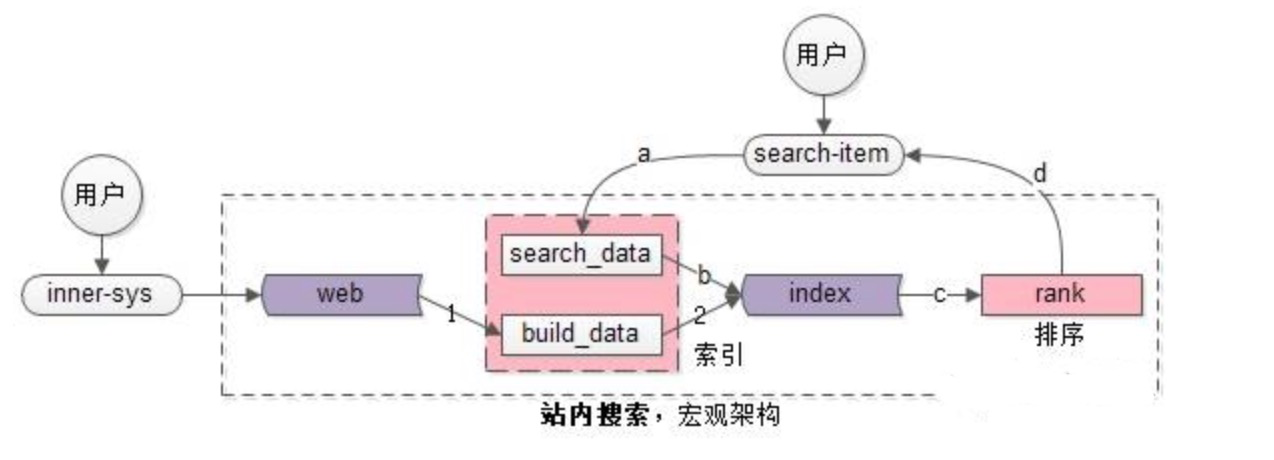 用户
search-item
a
d
用户
search_data
b
inner-sys
web
1
build_data
2
index
c
rank
索引
排序
站内搜索，宏观架构